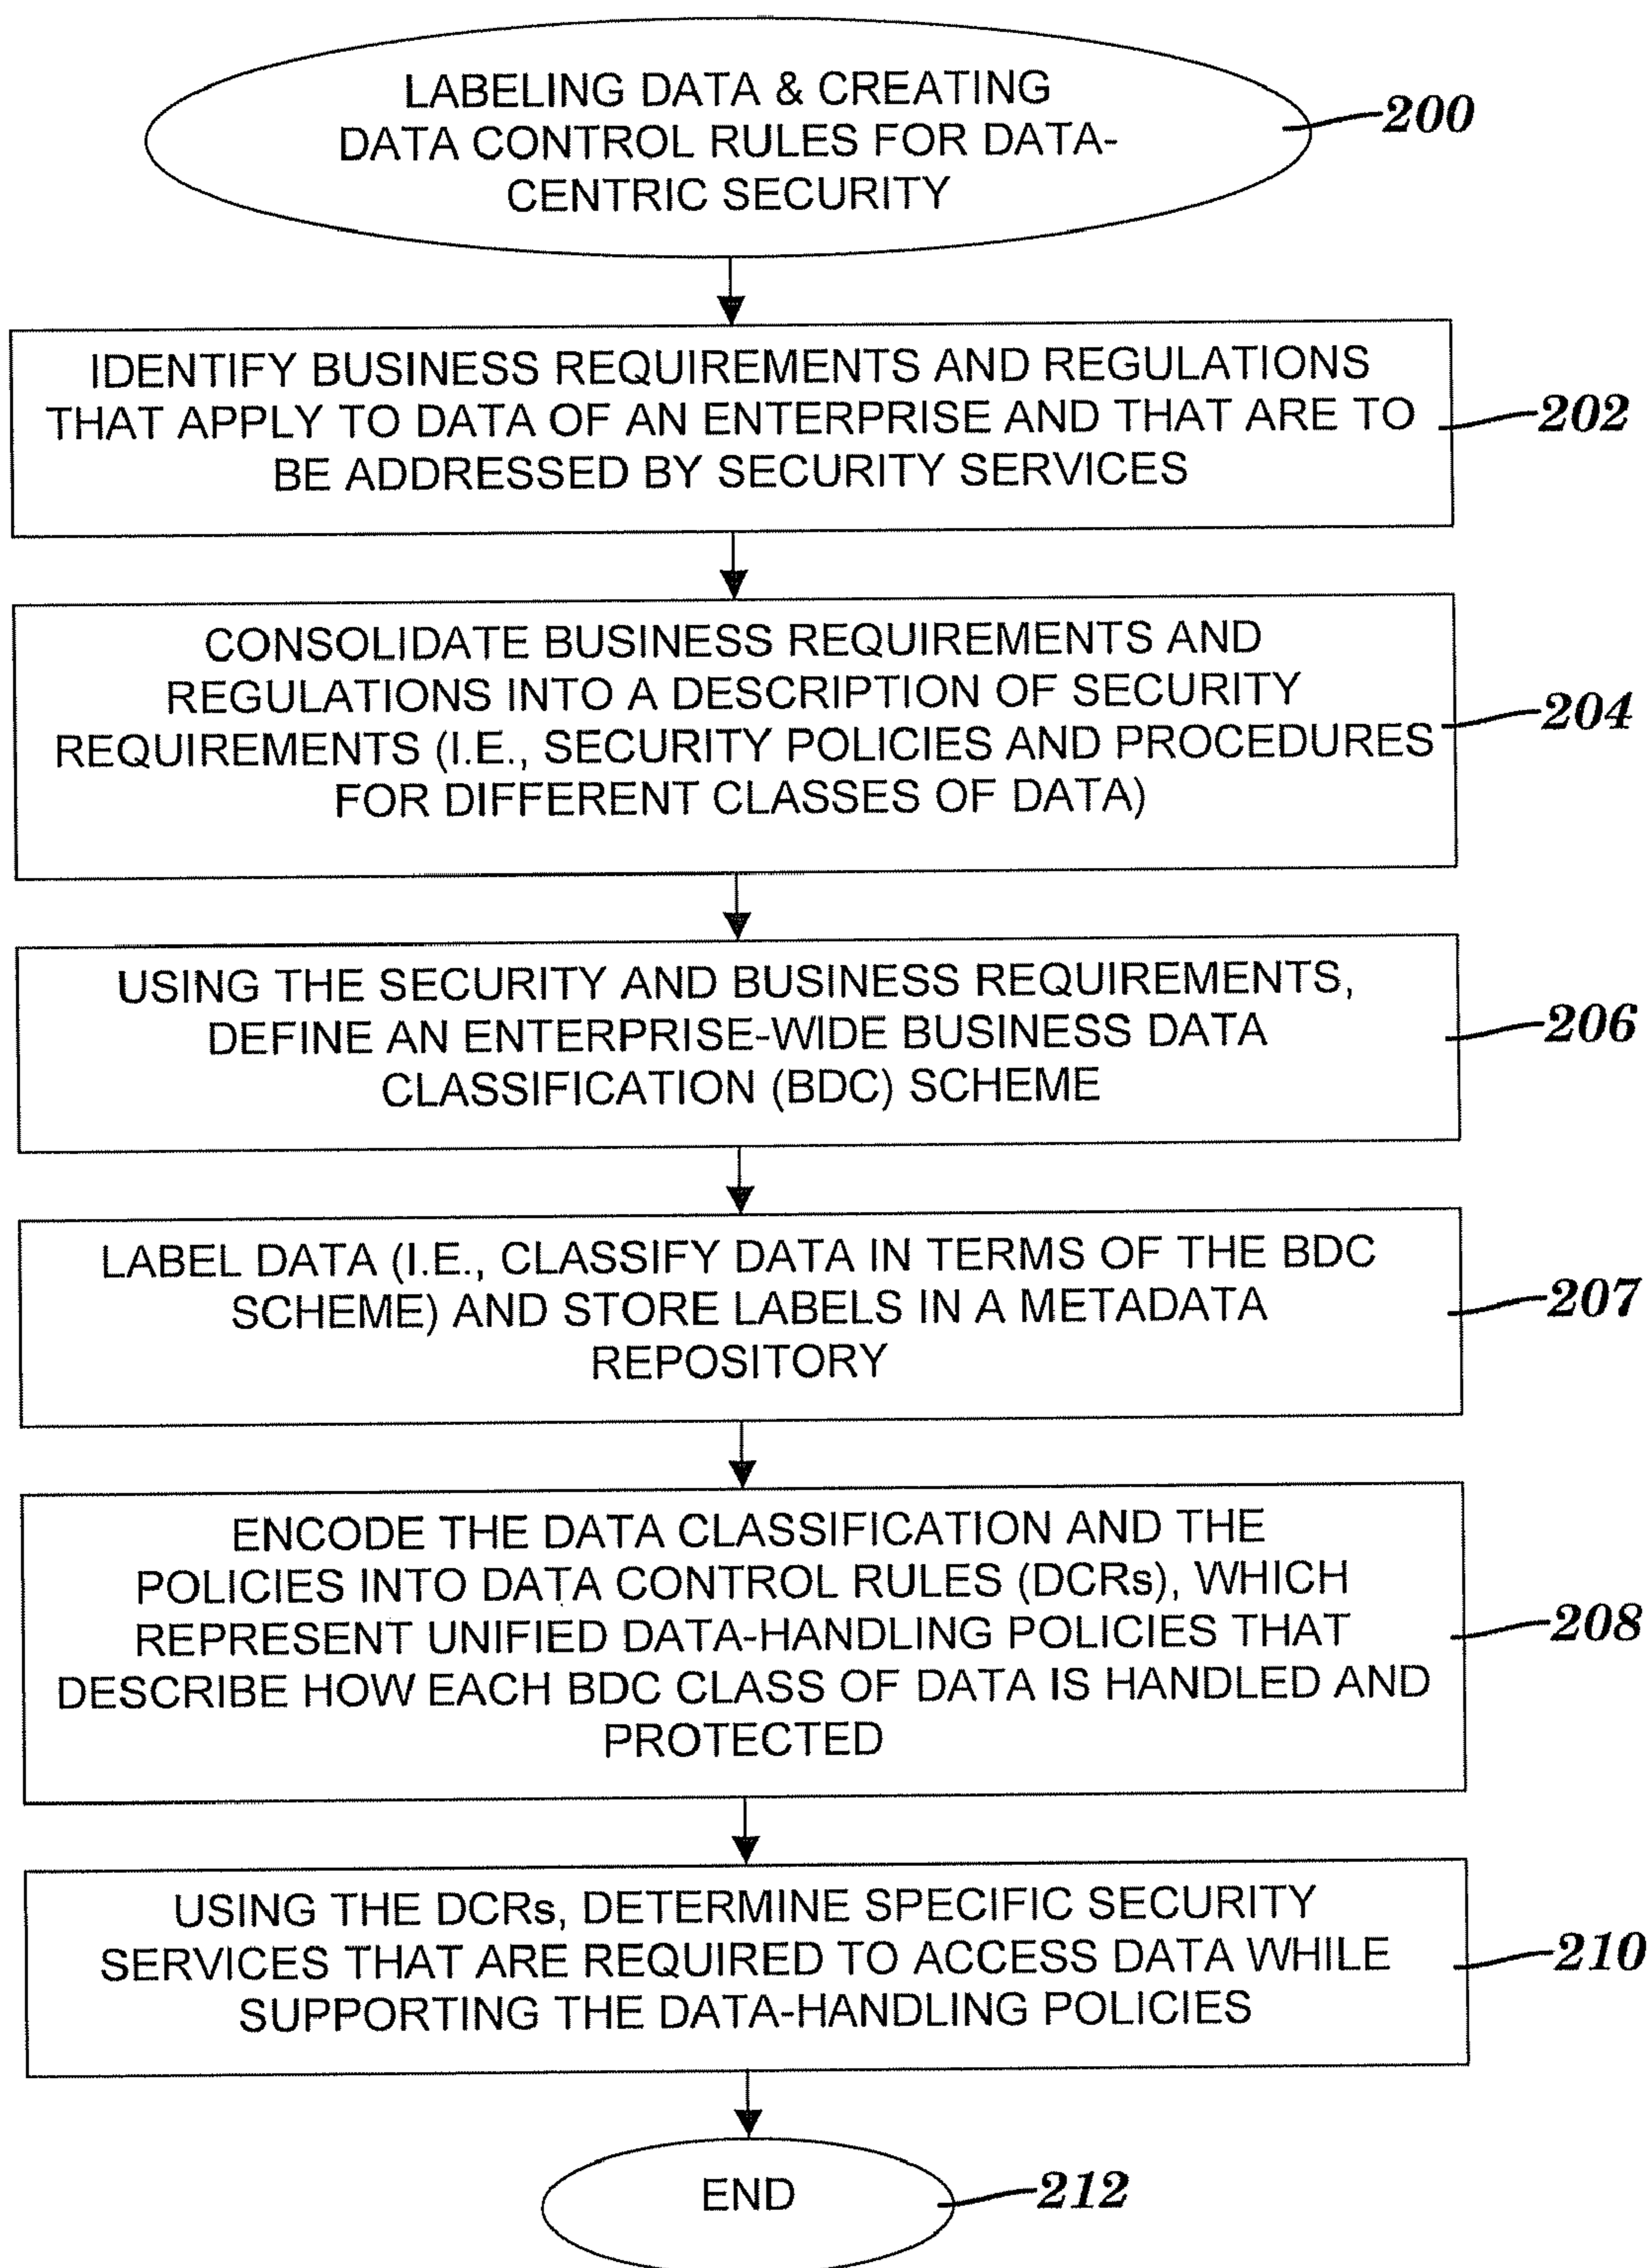 LABELING DATA & CREATING
DATA CONTROL RULES FOR DATA-
CENTRIC SECURITY
200
IDENTIFY BUSINESS REQUIREMENTS AND REGULATIONS
THAT APPLY TO DATA OF AN ENTERPRISE AND THAT ARE TO
BE ADDRESSED BY SECURITY SERVICES
202
CONSOLIDATE BUSINESS REQUIREMENTS AND
REGULATIONS INTO A DESCRIPTION OF SECURITY
REQUIREMENTS (I.E., SECURITY POLICIES AND PROCEDURES
FOR DIFFERENT CLASSES OF DATA)
204
USING THE SECURITY AND BUSINESS REQUIREMENTS,
DEFINE AN ENTERPRISE-WIDE BUSINESS DATA
CLASSIFICATION (BDC) SCHEME
206
LABEL DATA (I.E., CLASSIFY DATA IN TERMS OF THE BDC
SCHEME) AND STORE LABELS IN A METADATA
REPOSITORY
207
ENCODE THE DATA CLASSIFICATION AND THE
POLICIES INTO DATA CONTROL RULES (DCRs), WHICH
REPRESENT UNIFIED DATA-HANDLING POLICIES THAT
DESCRIBE HOW EACH BDC CLASS OF DATA IS HANDLED AND
PROTECTED
208
USING THE DCRs, DETERMINE SPECIFIC SECURITY
SERVICES THAT ARE REQUIRED TO ACCESS DATA WHILE
SUPPORTING THE DATA-HANDLING POLICIES
210
END
212